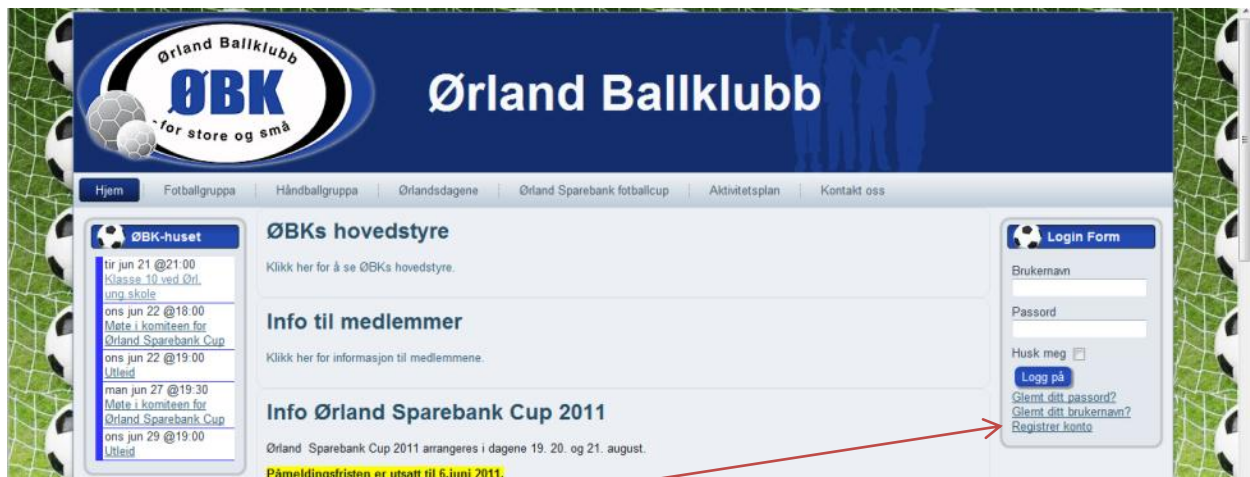 Ørland Ballklubb
ØBK
-for store og små
Ørland Ballklubb
Hjem
Fotballgruppa
Håndballgruppa
Ørlandsdagene
Ørland Sparebank fotballcup
Aktivitetsplan
Kontakt oss
ØBK-huset
tir jun 21 @21:00
Klasse 10 ved Ørl.
ung.skole
ons jun 22 @18:00
Møte i komiteen for
Ørland Sparebank Cup
ons jun 22 @19:00
Utleid
man jun 27 @19:30
Møte i komiteen for
Ørland Sparebank Cup
ons jun 29 @19:00
Utleid
ØBKs hovedstyre
Klikk her for å se ØBKs hovedstyre.
Info til medlemmer
Klikk her for informasjon til medlemmene.
Info Ørland Sparebank Cup 2011
Ørland Sparebank Cup 2011 arrangeres i dagene 19. 20. og 21. august.
Påmeldingsfristen er utsatt til 6.juni 2011.
Login Form
Brukernavn
Passord
Husk meg
Logg på
Glemt ditt passord?
Glemt ditt brukernavn?
Registrer konto